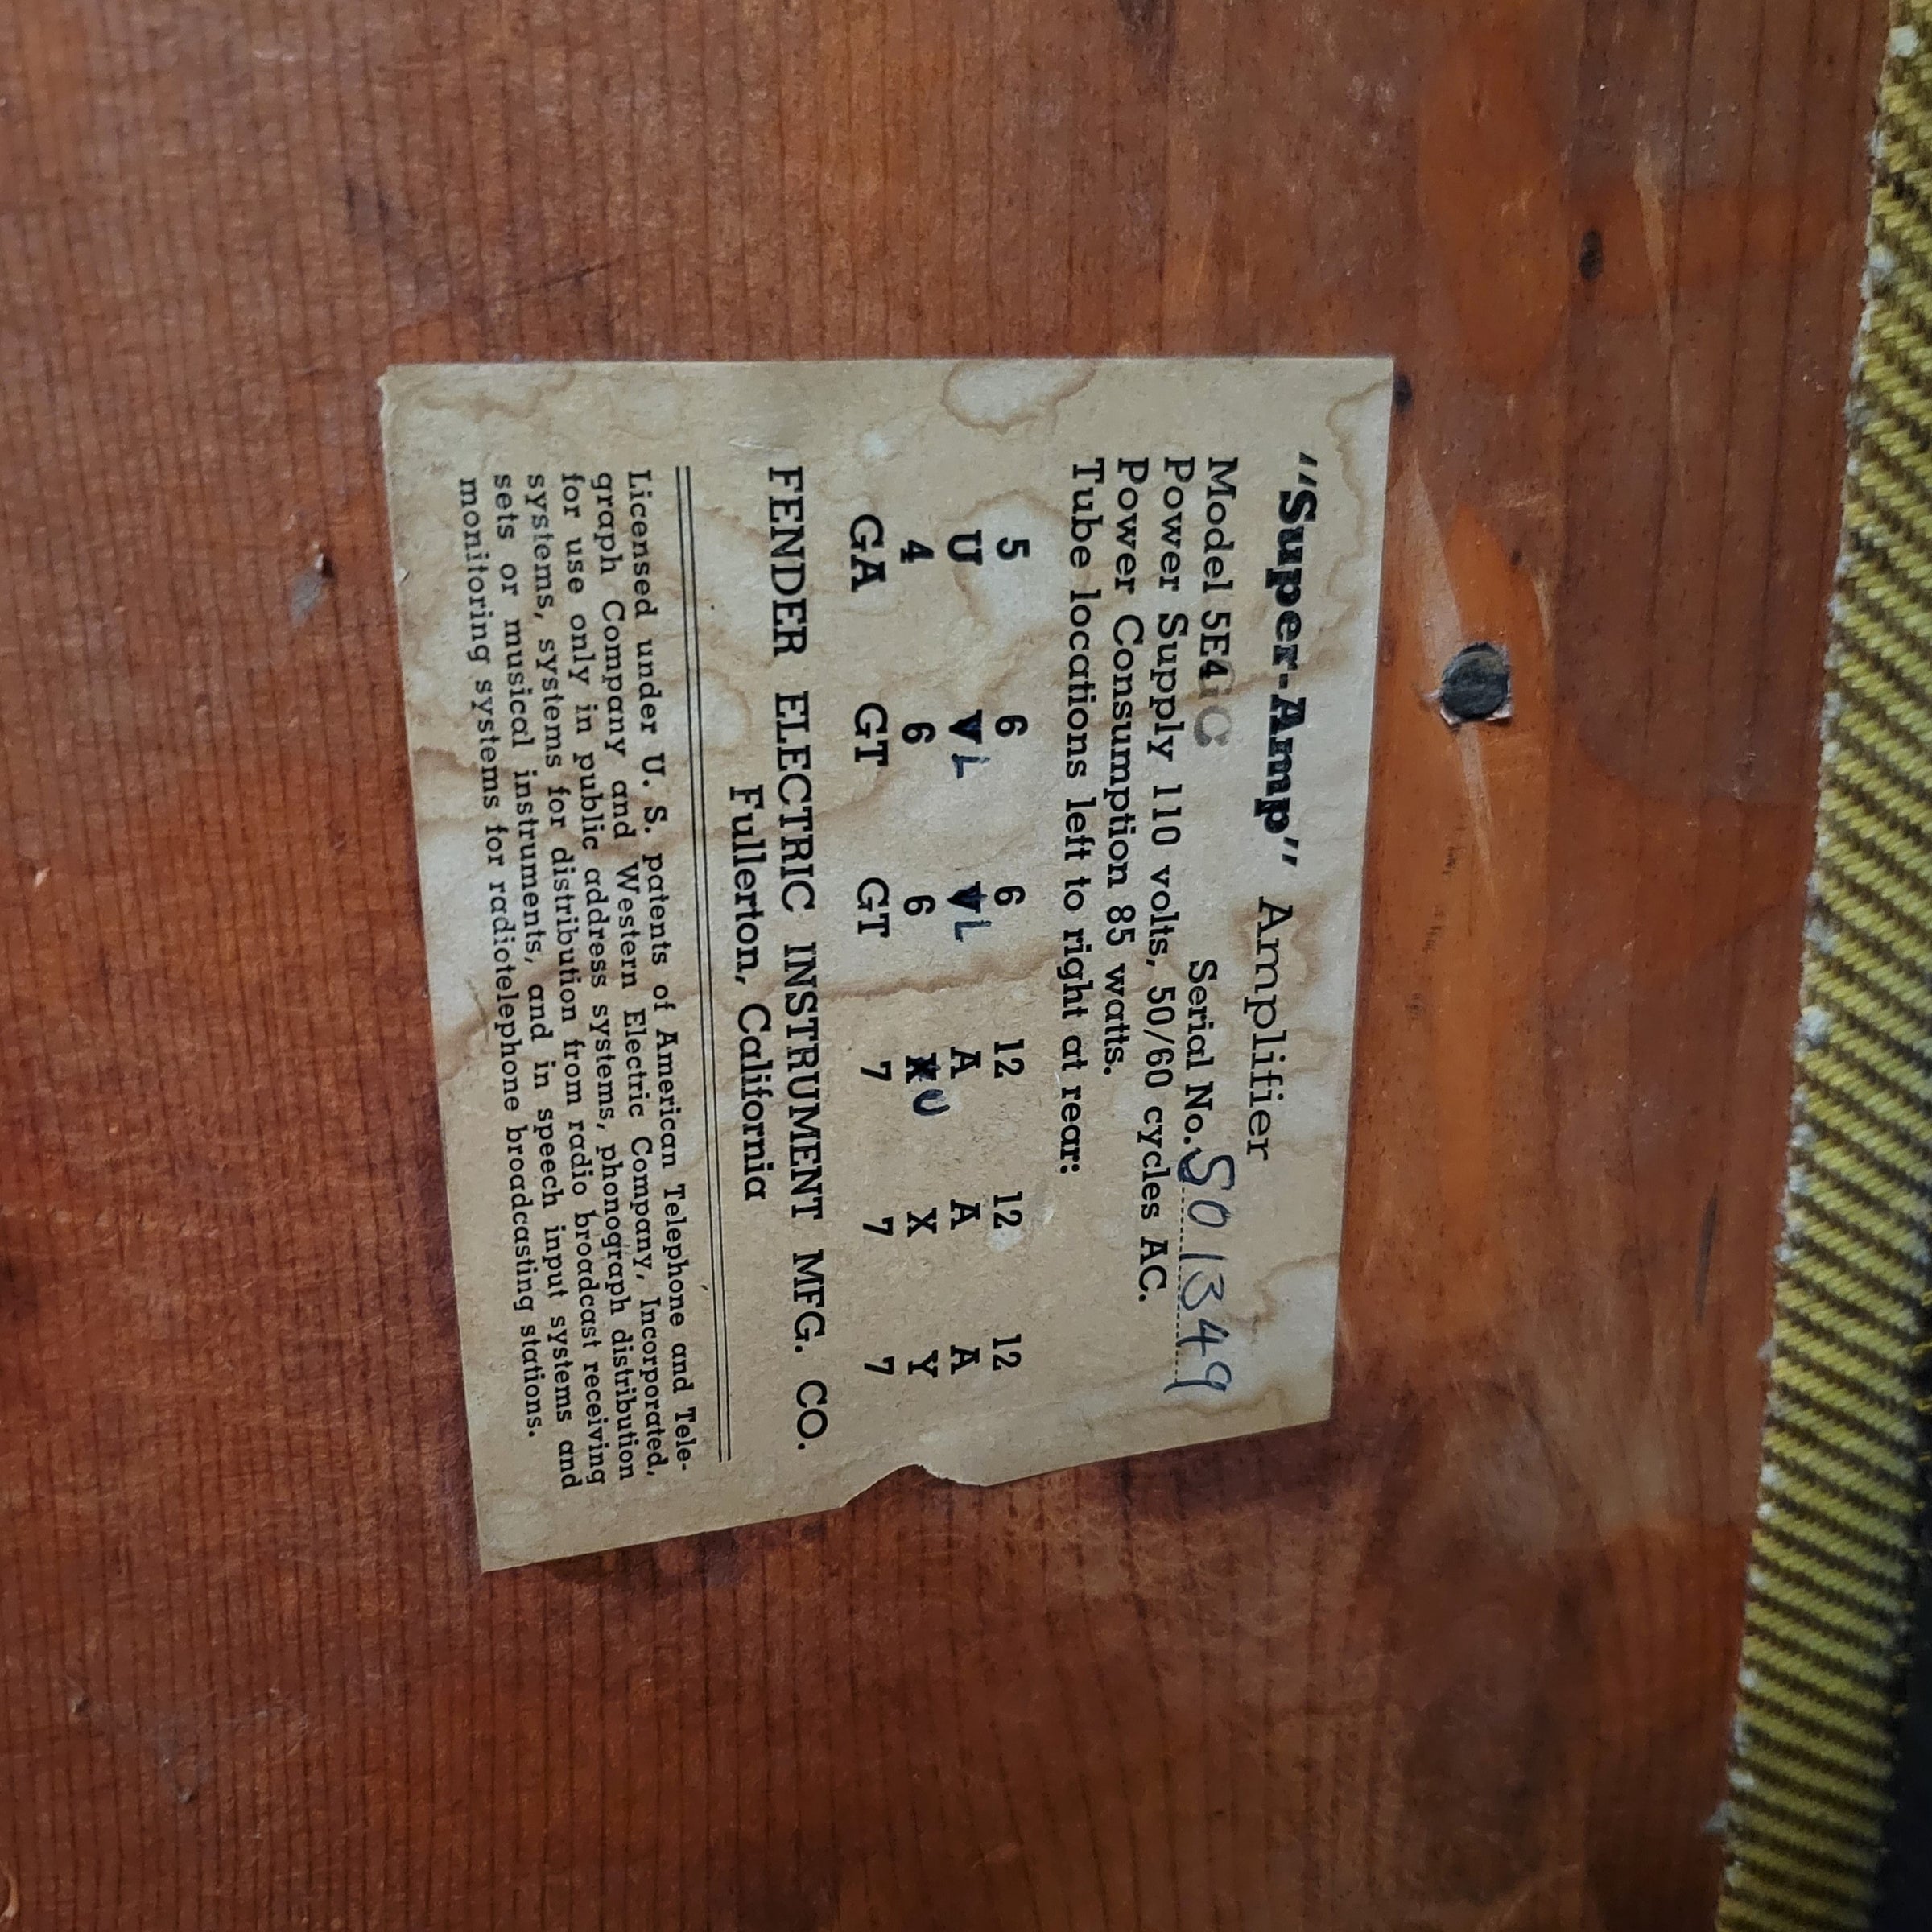 "Super-Amp" Amplifier
Model 5E4 G Serial No. S01349
Power Supply 110 volts, 50/60 cycles AC.
Power Consumption 85 watts.
Tube locations left to right at rear:
5 6 6 12 12 12
U L L A A A
4 6 6 U X Y
GA GT GT 7 7 7
FENDER ELECTRIC INSTRUMENT MFG. CO.
Fullerton, California
Licensed under U. S. patents of American Telephone and Tele-
graph Company and Western Electric Company, Incorporated,
for use only in public address systems, phonograph distribution
systems, systems for distribution from radio broadcast receiving
sets or musical instruments, and in speech input systems and
monitoring systems for radiotelephone broadcasting stations.